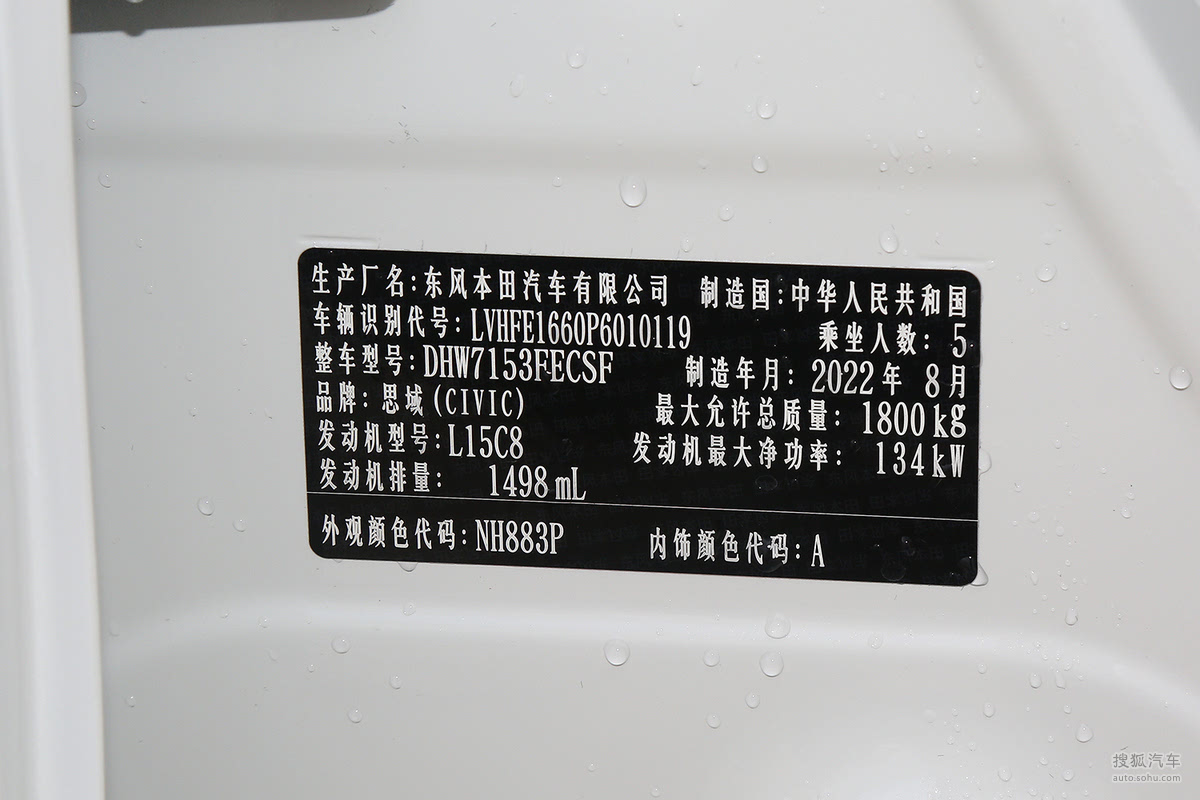 生产厂名:东风本田汽车有限公司 制造国:中华人民共和国
车辆识别代号:LVHFE1660P6010119 乘坐人数: 5
整车型号:DHW7153FECSF 制造年月: 2022年 8月
品牌: 思域(CIVIC) 最大允许总质量: 1800kg
发动机型号:L15C8 发动机最大净功率: 134kW
发动机排量: 1498mL
外观颜色代码:NH883P 内饰颜色代码: A
搜狐汽车
auto.sohu.com